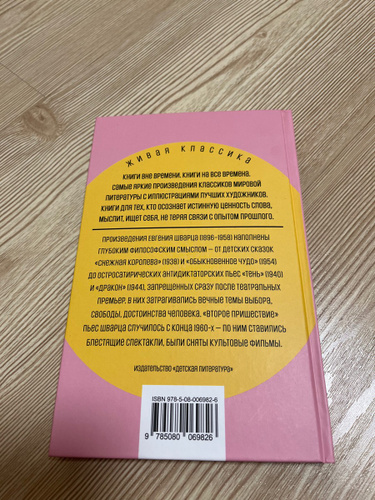 ЖИВАЯ КЛАССИКА
КНИГИ ВНЕ ВРЕМЕНИ. КНИГИ НА ВСЕ ВРЕМЕНА.
САМЫЕ ЯРКИЕ ПРОИЗВЕДЕНИЯ КЛАССИКОВ МИРОВОЙ
ЛИТЕРАТУРЫ С ИЛЛЮСТРАЦИЯМИ ЛУЧШИХ ХУДОЖНИКОВ.
КНИГИ ДЛЯ ТЕХ, КТО ОСОЗНАЕТ ИСТИННУЮ ЦЕННОСТЬ СЛОВА,
МЫСЛИТ, ИЩЕТ СЕБЯ, НЕ ТЕРЯЯ СВЯЗИ С ОПЫТОМ ПРОШЛОГО.
ПРОИЗВЕДЕНИЯ ЕВГЕНИЯ ШВАРЦА (1896-1958) НАПОЛНЕНЫ
ГЛУБОКИМ ФИЛОСОФСКИМ СМЫСЛОМ – ОТ ДЕТСКИХ СКАЗОК
«СНЕЖНАЯ КОРОЛЕВА» (1938) И «ОБЫКНОВЕННОЕ ЧУДО» (1954)
ДО ОСТРОСАТИРИЧЕСКИХ АНТИДИКТАТОРСКИХ ПЬЕС «ТЕНЬ» (1940)
И «ДРАКОН» (1944), ЗАПРЕЩЕННЫХ СРАЗУ ПОСЛЕ ТЕАТРАЛЬНЫХ
ПРЕМЬЕР. В НИХ ЗАТРАГИВАЛИСЬ ВЕЧНЫЕ ТЕМЫ ВЫБОРА,
СВОБОДЫ, ДОСТОИНСТВА ЧЕЛОВЕКА. «ВТОРОЕ ПРИШЕСТВИЕ»
ПЬЕС ШВАРЦА СЛУЧИЛОСЬ С КОНЦА 1960-Х – ПО НИМ СТАВИЛИСЬ
БЛЕСТЯЩИЕ СПЕКТАКЛИ, БЫЛИ СНЯТЫ КУЛЬТОВЫЕ ФИЛЬМЫ.
ИЗДАТЕЛЬСТВО «ДЕТСКАЯ ЛИТЕРАТУРА»
ISBN 978-5-08-006982-6
9 785080 069826